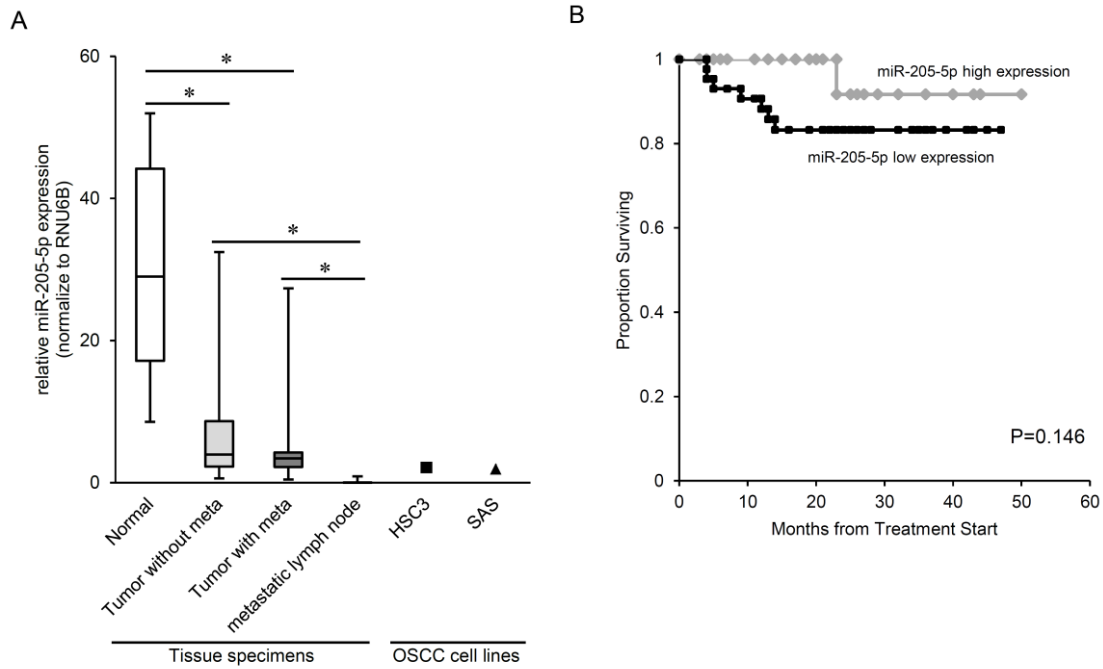 A
relative miR-205-5p expression
(normalize to RNU6B)
60
40
20
0
*
*
*
*
Normal
Tumor without meta
Tumor with meta
metastatic lymph node
HSC3
SAS
Tissue specimens
OSCC cell lines
B
Proportion Surviving
1
0.8
0.6
0.4
0.2
0
miR-205-5p high expression
miR-205-5p low expression
P=0.146
0
10
20
30
40
50
60
Months from Treatment Start